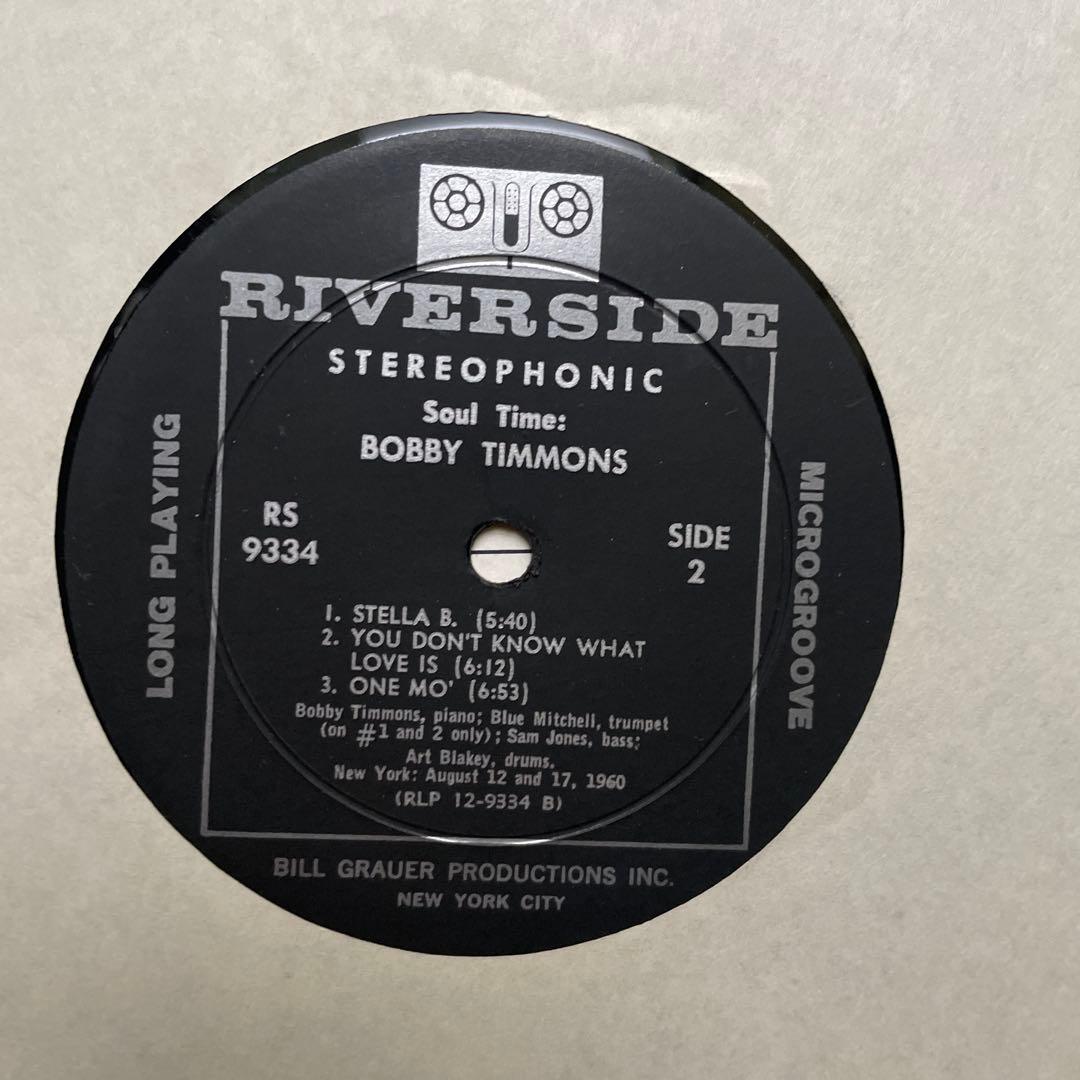 RIVERSIDE
STEREOPHONIC
Soul Time:
BOBBY TIMMONS
LONG PLAYING
RS
9334
SIDE
2
MICROGROOVE
1. STELLA B. (5:40)
2. YOU DON'T KNOW WHAT
LOVE IS (6:12)
3. ONE MO' (6:53)
Bobby Timmons, piano; Blue Mitchell, trumpet
(on #1 and 2 only); Sam Jones, bass;
Art Blakey, drums.
New York: August 12 and 17, 1960
(RLP 12-9334 B)
BILL GRAUER PRODUCTIONS INC.
NEW YORK CITY